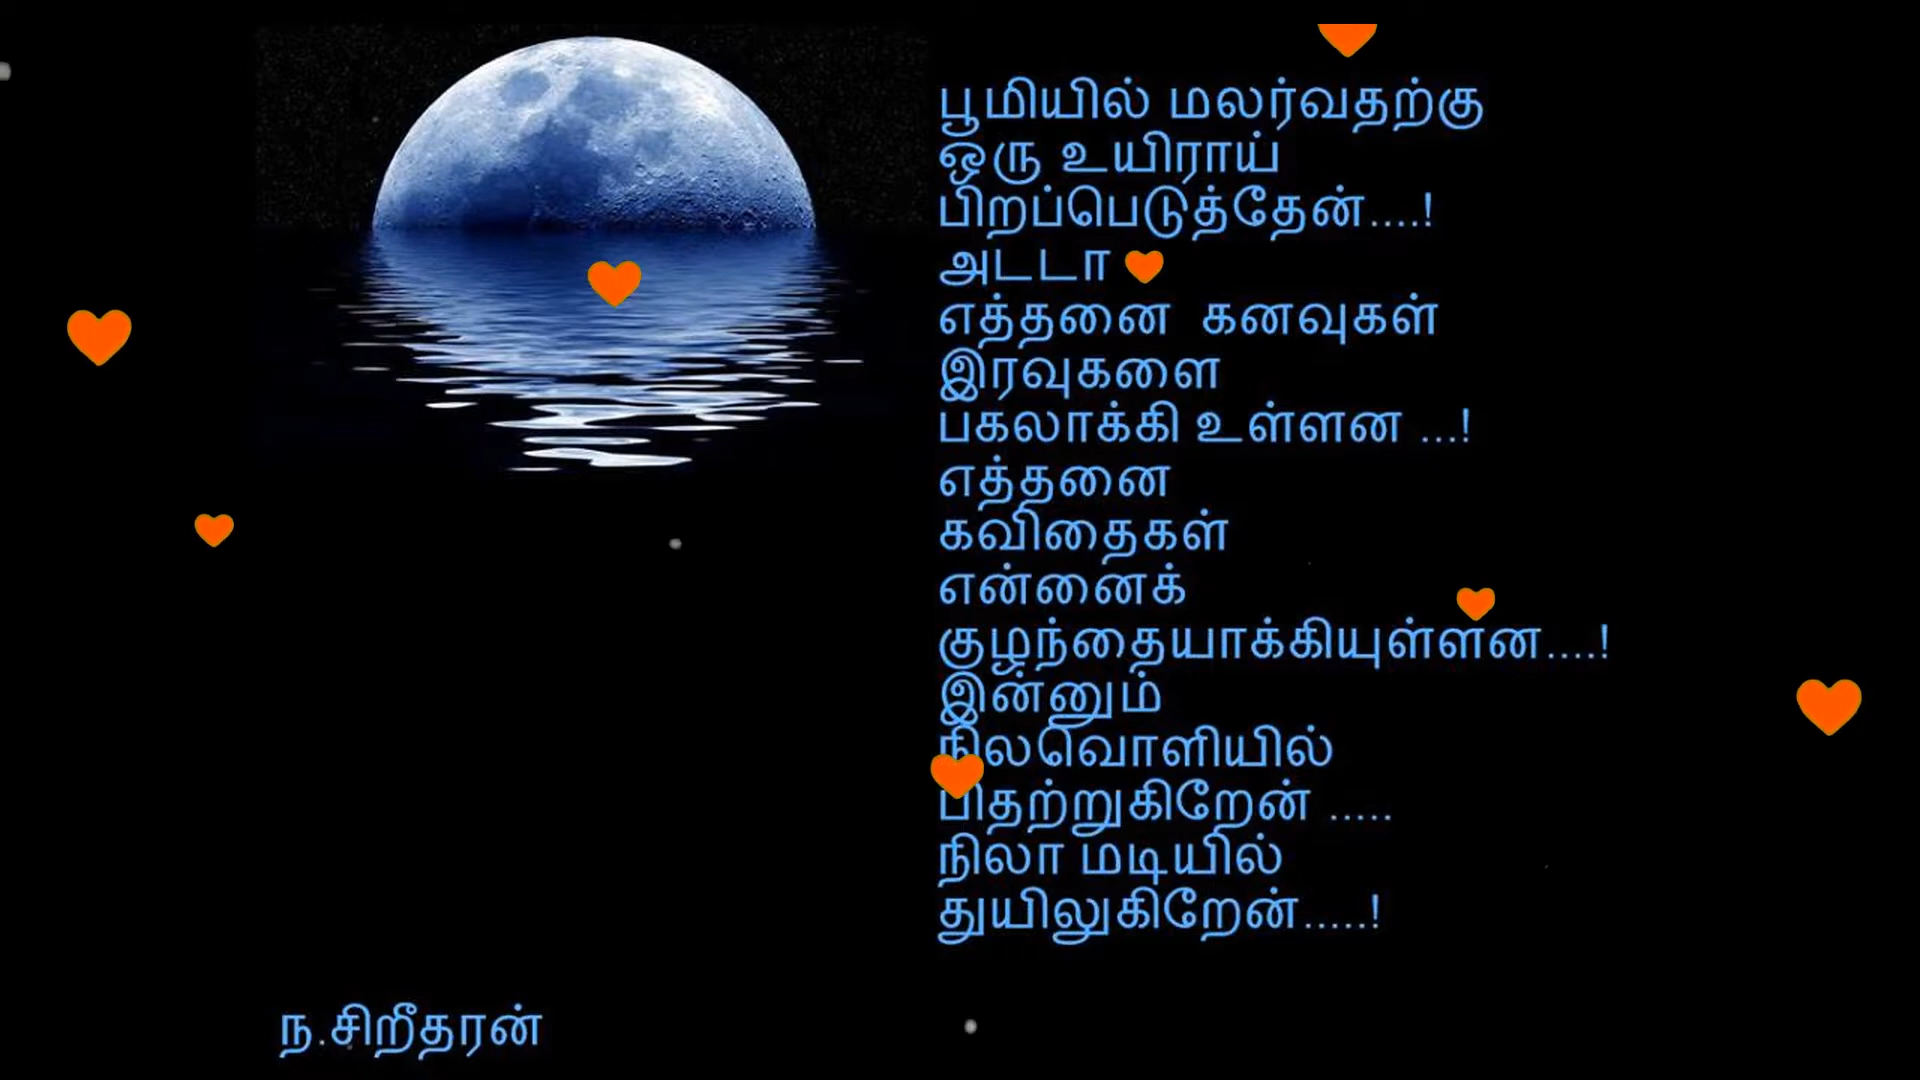 பூமியில் மலர்வதற்கு
ஒரு உயிராய்
பிறப்பெடுத்தேன்....!
அடடா
எத்தனை கனவுகள்
இரவுகளை
பகலாக்கி உள்ளன ...!
எத்தனை
கவிதைகள்
என்னைக்
குழந்தையாக்கியுள்ளன....!
இன்னும்
நிலவொளியில்
பிதற்றுகிறேன் .....
நிலா மடியில்
துயிலுகிறேன்.....!
ந.சிறீதரன்